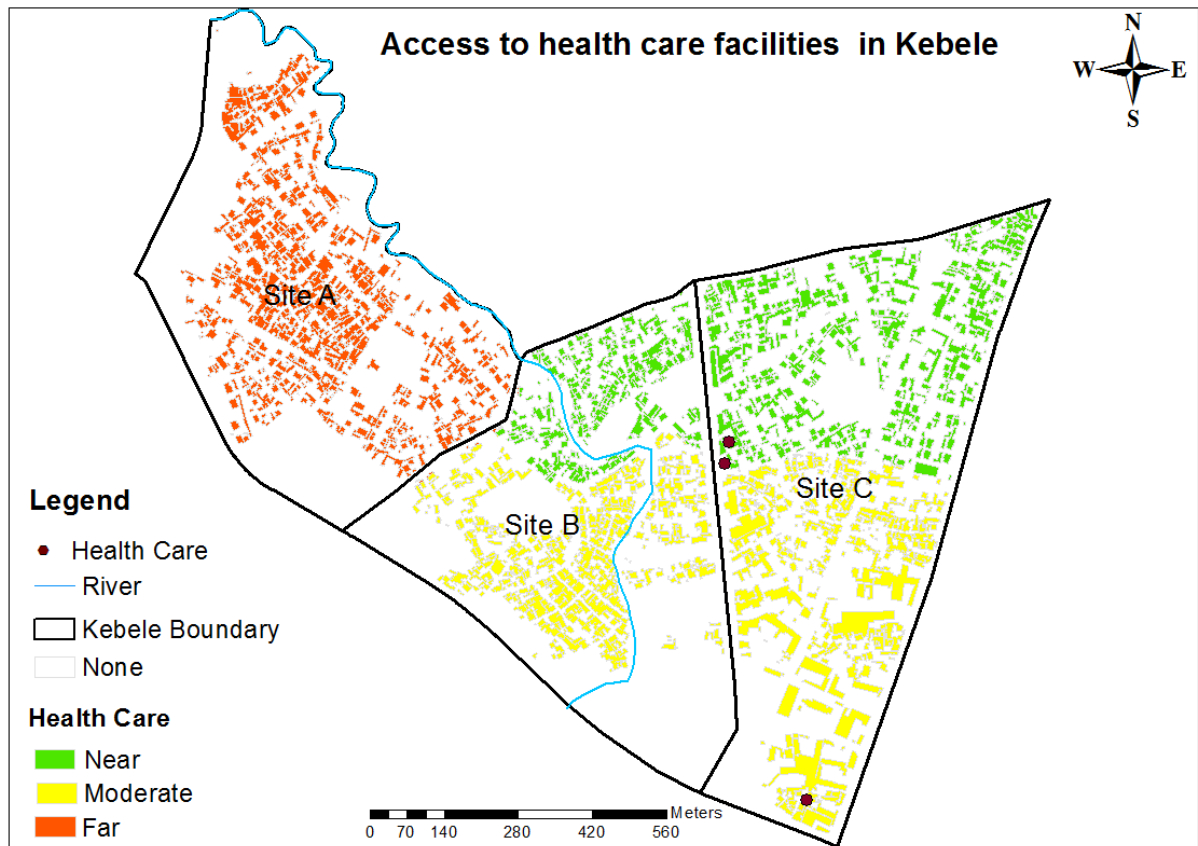 Access to health care facilities in Kebele
N
W E
S
Site A
Site B
Site C
Legend
Health Care
River
Kebele Boundary
None
Health Care
Near
Moderate
Far
Meters
0 70 140 280 420 560